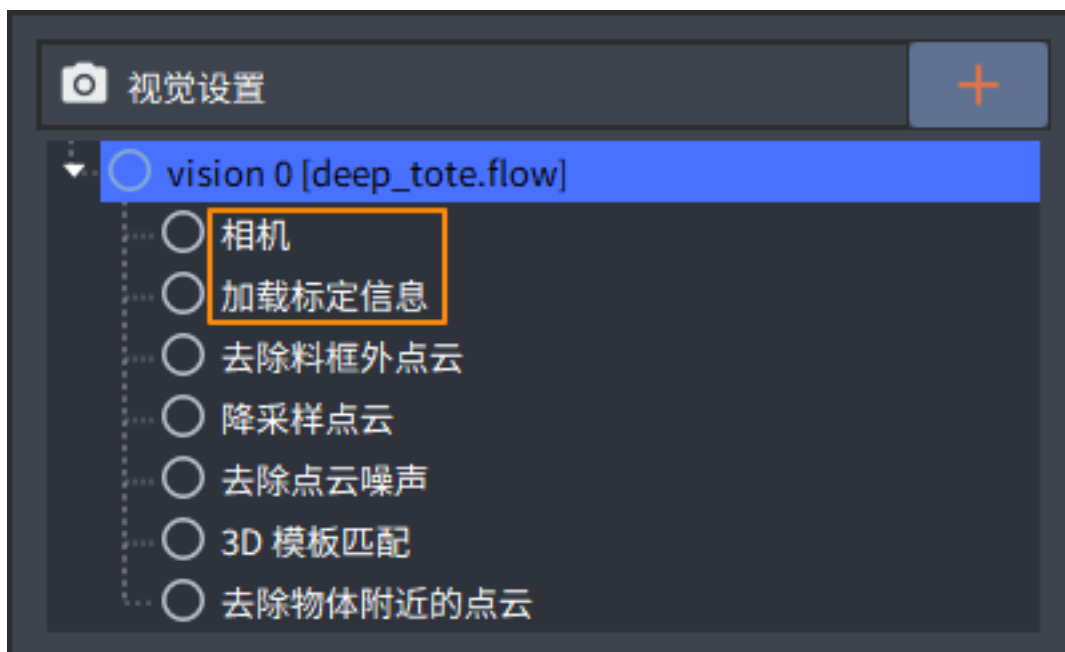 视觉设置
vision 0 [deep_tote.flow]
相机
加载标定信息
去除料框外点云
降采样点云
去除点云噪声
3D 模板匹配
去除物体附近的点云